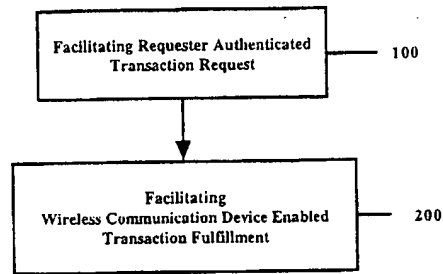 Facilitating Requester Authenticated
Transaction Request
100
Facilitating
Wireless Communication Device Enabled
Transaction Fulfillment
200